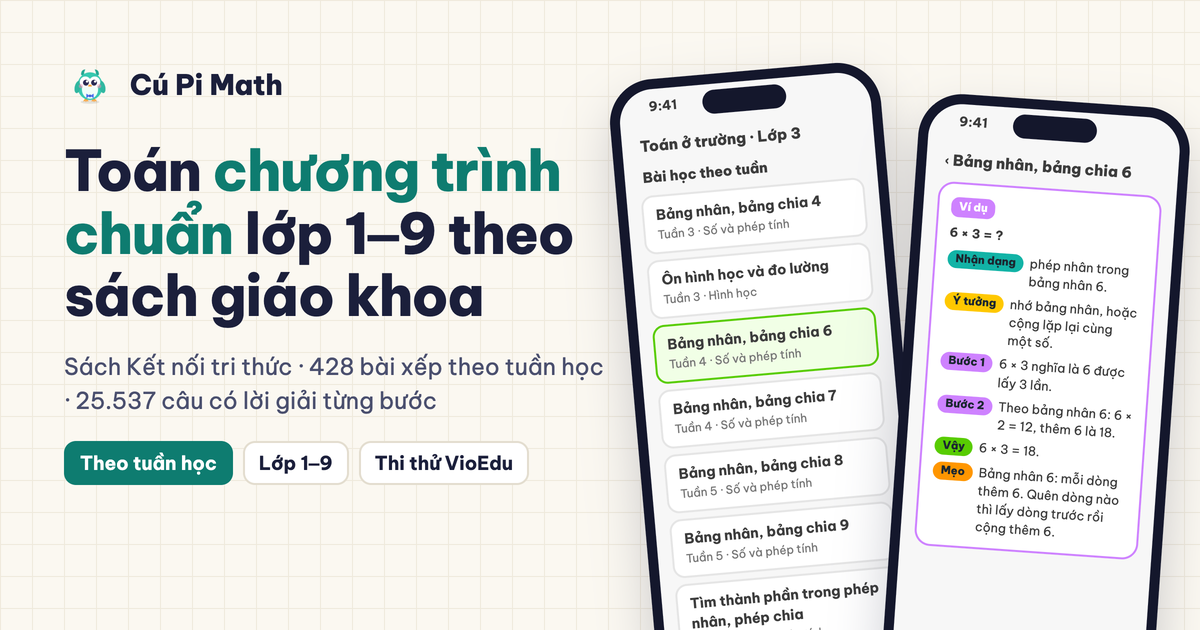 Cú Pi Math
Toán chương trình
chuẩn lớp 1–9 theo
sách giáo khoa
Sách Kết nối tri thức · 428 bài xếp theo tuần học
· 25.537 câu có lời giải từng bước
Theo tuần học
Lớp 1–9
Thi thử VioEdu
9:41
Toán ở trường · Lớp 3
Bài học theo tuần
Bảng nhân, bảng chia 4
Tuần 3 · Số và phép tính
Ôn hình học và đo lường
Tuần 3 · Hình học
Bảng nhân, bảng chia 6
Tuần 4 · Số và phép tính
Bảng nhân, bảng chia 7
Tuần 4 · Số và phép tính
Bảng nhân, bảng chia 8
Tuần 5 · Số và phép tính
Bảng nhân, bảng chia 9
Tuần 5 · Số và phép tính
Tìm thành phần trong phép
nhân, phép chia
9:41
‹ Bảng nhân, bảng chia 6
Ví dụ
6 × 3 = ?
Nhận dạng phép nhân trong
bảng nhân 6.
Ý tưởng nhớ bảng nhân, hoặc
cộng lặp lại cùng
một số.
Bước 1 6 × 3 nghĩa là 6 được
lấy 3 lần.
Bước 2 Theo bảng nhân 6: 6 ×
2 = 12, thêm 6 là 18.
Vậy 6 × 3 = 18.
Mẹo Bảng nhân 6: mỗi dòng
thêm 6. Quên dòng nào
thì lấy dòng trước rồi
cộng thêm 6.